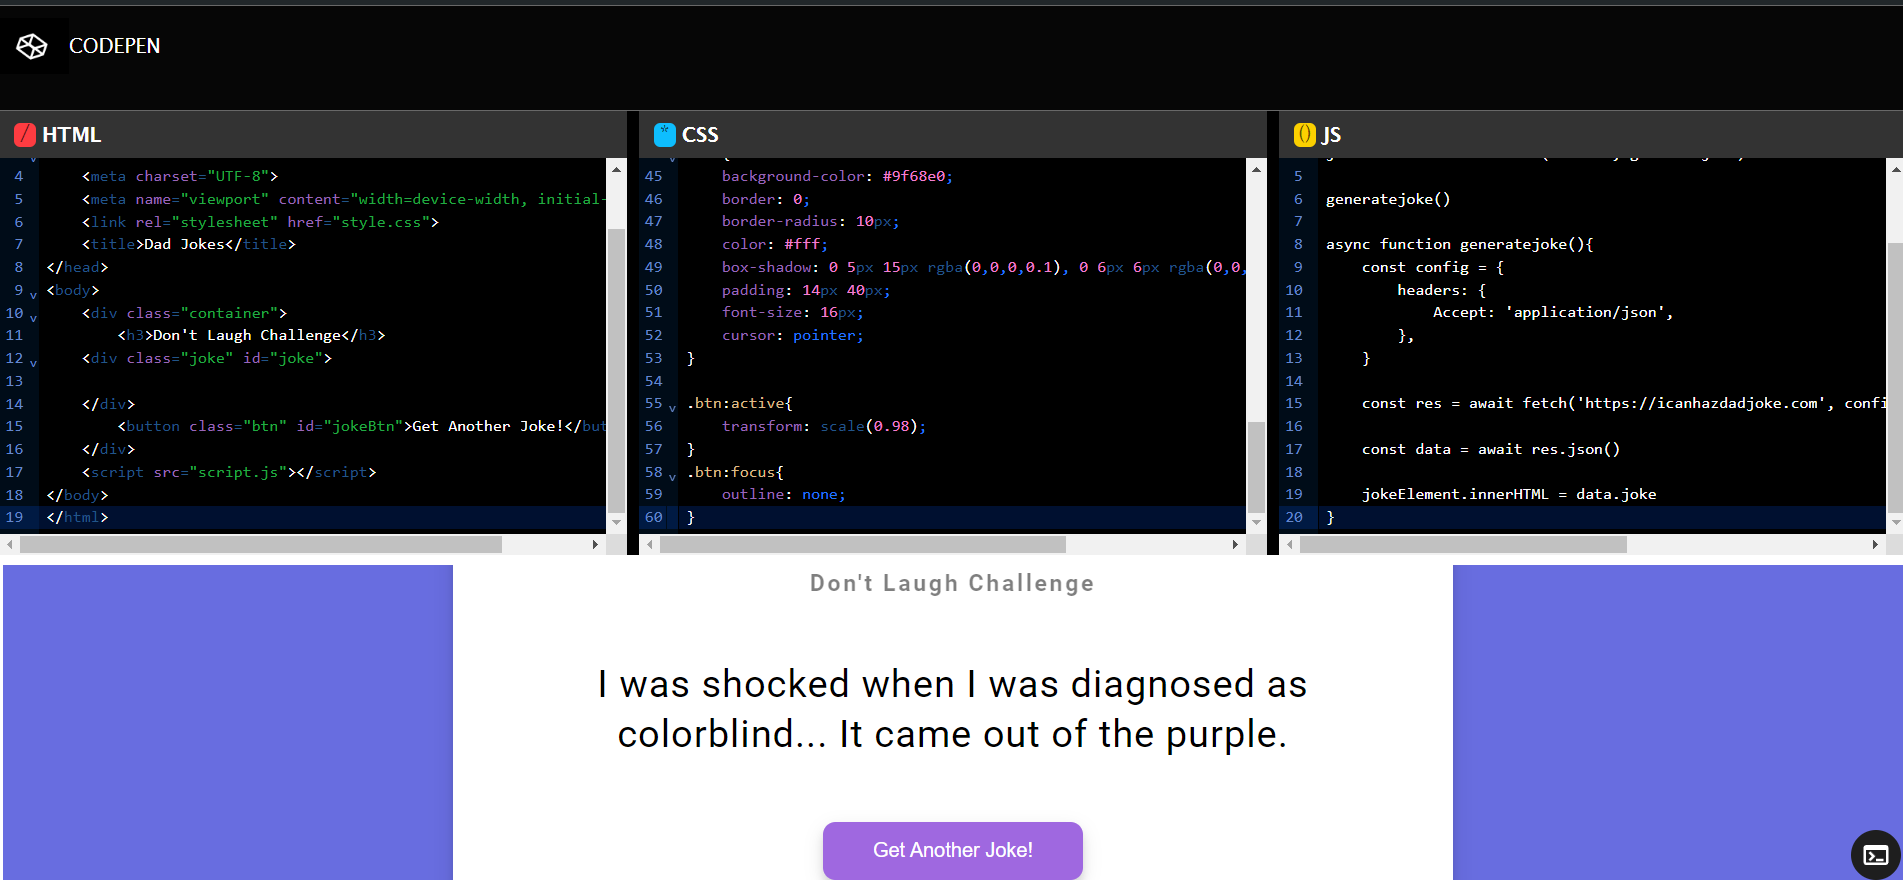 CODEPEN
/ HTML
4 <meta charset="UTF-8">
5 <meta name="viewport" content="width=device-width, initial-
6 <link rel="stylesheet" href="style.css">
7 <title>Dad Jokes</title>
8 </head>
9 <body>
10 <div class="container">
11 <h3>Don't Laugh Challenge</h3>
12 <div class="joke" id="joke">
13
14 </div>
15 <button class="btn" id="jokeBtn">Get Another Joke!</but
16 </div>
17 <script src="script.js"></script>
18 </body>
19 </html>
* CSS
45 background-color: #9f68e0;
46 border: 0;
47 border-radius: 10px;
48 color: #fff;
49 box-shadow: 0 5px 15px rgba(0,0,0,0.1), 0 6px 6px rgba(0,0,
50 padding: 14px 40px;
51 font-size: 16px;
52 cursor: pointer;
53 }
54
55 .btn:active{
56 transform: scale(0.98);
57 }
58 .btn:focus{
59 outline: none;
60 }
() JS
5
6 generatejoke()
7
8 async function generatejoke(){
9 const config = {
10 headers: {
11 Accept: 'application/json',
12 },
13 }
14
15 const res = await fetch('https://icanhazdadjoke.com', confi
16
17 const data = await res.json()
18
19 jokeElement.innerHTML = data.joke
20 }
Don't Laugh Challenge
I was shocked when I was diagnosed as
colorblind... It came out of the purple.
Get Another Joke!